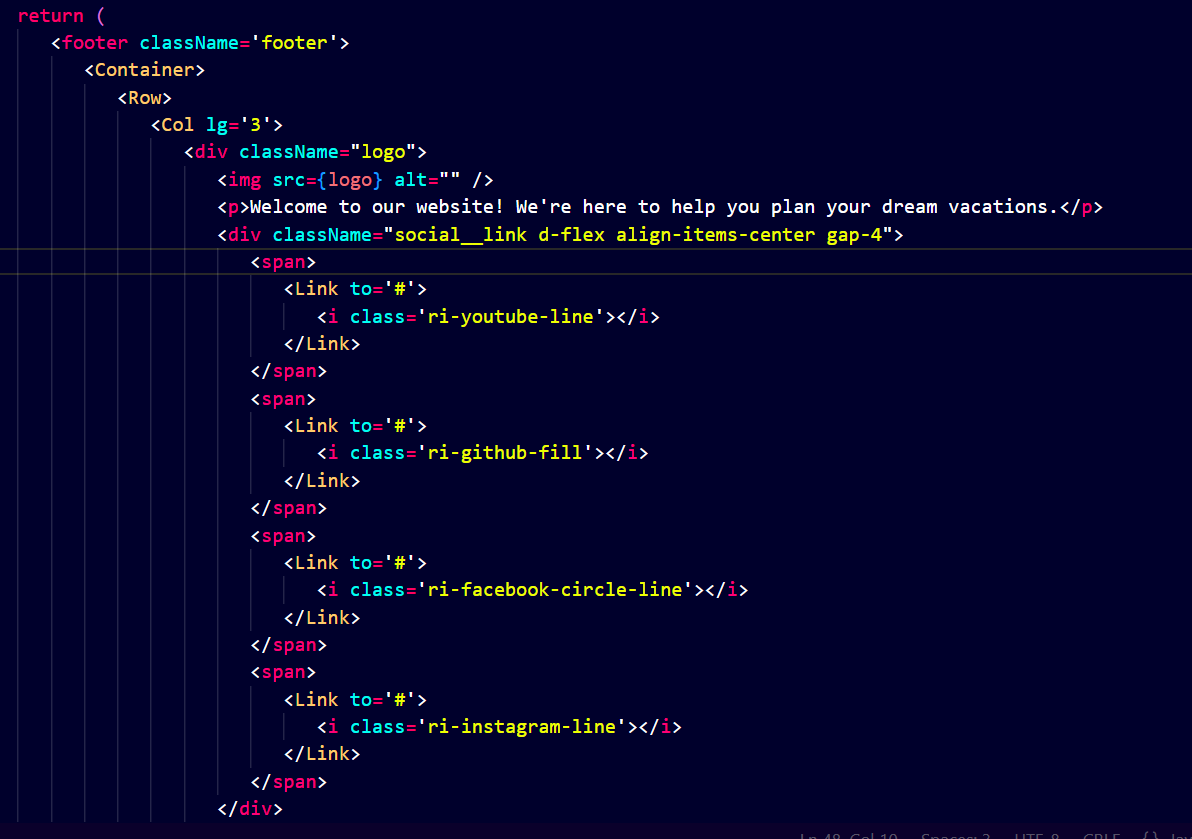 return (
<footer className='footer'>
<Container>
<Row>
<Col lg='3'>
<div className="logo">
<img src={logo} alt="" />
<p>Welcome to our website! We're here to help you plan your dream vacations.</p>
<div className="social__link d-flex align-items-center gap-4">
<span>
<Link to='#'>
<i class='ri-youtube-line'></i>
</Link>
</span>
<span>
<Link to='#'>
<i class='ri-github-fill'></i>
</Link>
</span>
<span>
<Link to='#'>
<i class='ri-facebook-circle-line'></i>
</Link>
</span>
<span>
<Link to='#'>
<i class='ri-instagram-line'></i>
</Link>
</span>
</div>